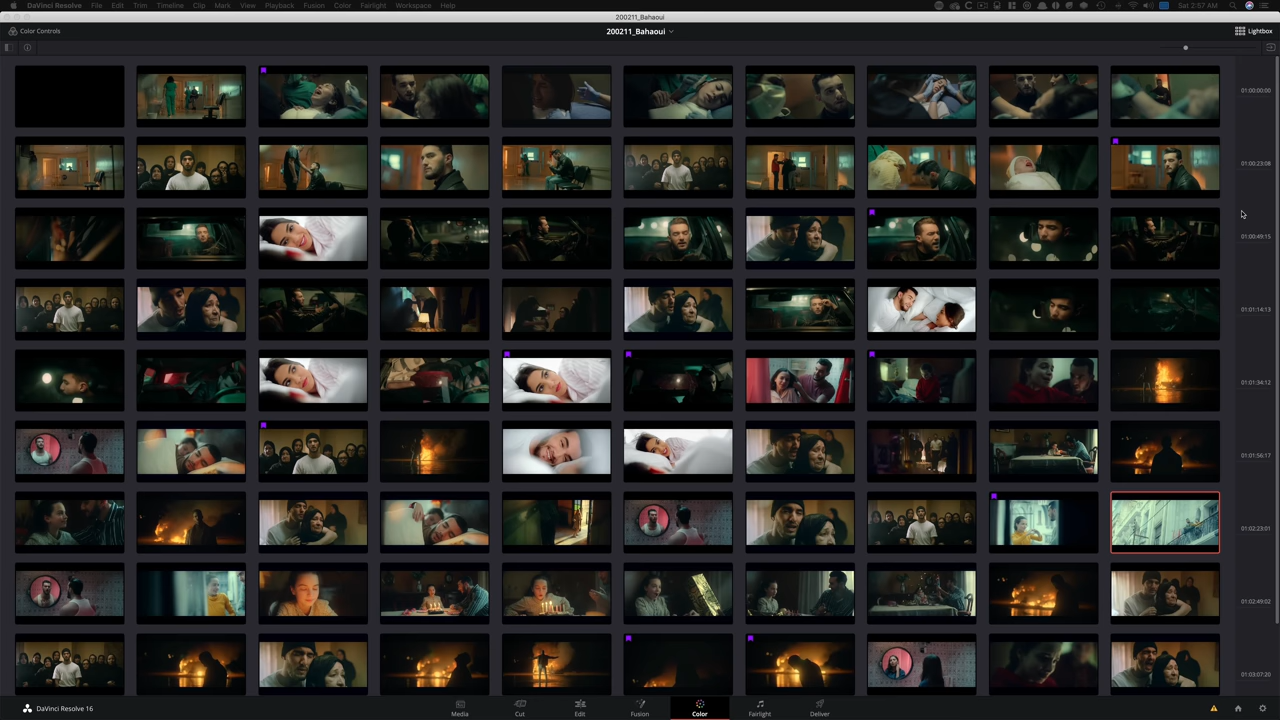 DaVinci Resolve File Edit Trim Timeline Clip Mark View Playback Fusion Color Fairlight Workspace Help Sat 2:57 AM
200211_Bahaoui
Color Controls 200211_Bahaoui Lightbox
01:00:00:00
01:00:23:08
01:00:49:15
01:01:14:13
01:01:34:12
01:01:56:17
01:02:23:01
01:02:49:02
01:03:07:20
DaVinci Resolve 16 Media Cut Edit Fusion Color Fairlight Deliver